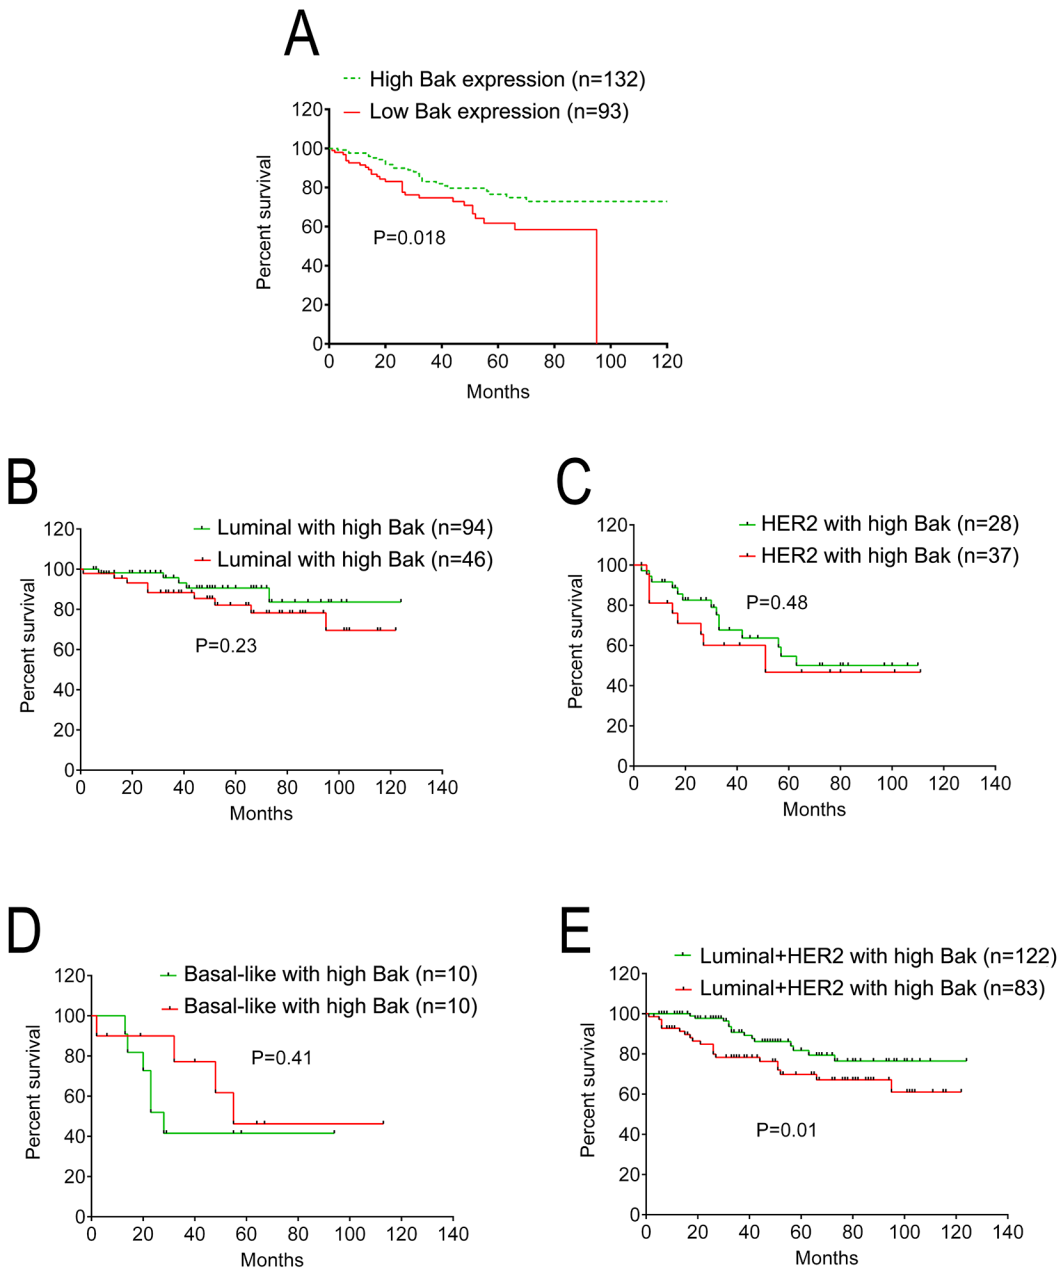 A
High Bak expression (n=132)
Low Bak expression (n=93)
120
100
80
60
40
20
0
Percent survival
P=0.018
0 20 40 60 80 100 120
Months
B
Luminal with high Bak (n=94)
Luminal with high Bak (n=46)
120
100
80
60
40
20
0
Percent survival
P=0.23
0 20 40 60 80 100 120 140
Months
C
HER2 with high Bak (n=28)
HER2 with high Bak (n=37)
120
100
80
60
40
20
0
Percent survival
P=0.48
0 20 40 60 80 100 120 140
Months
D
Basal-like with high Bak (n=10)
Basal-like with high Bak (n=10)
120
100
80
60
40
20
0
Percent survival
P=0.41
0 20 40 60 80 100 120 140
Months
E
Luminal+HER2 with high Bak (n=122)
Luminal+HER2 with high Bak (n=83)
120
100
80
60
40
20
0
Percent survival
P=0.01
0 20 40 60 80 100 120 140
Months